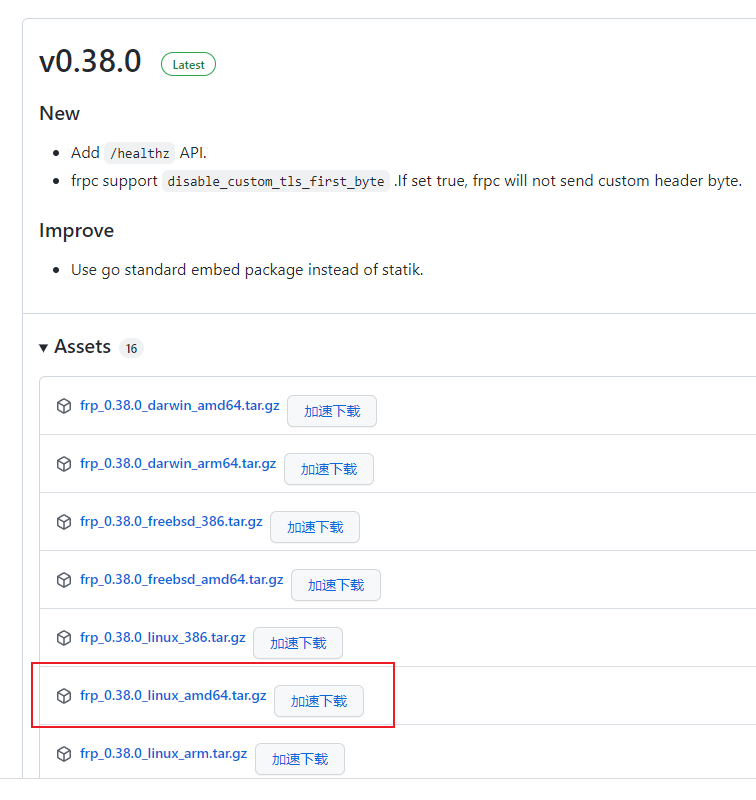 v0.38.0 Latest
New
Add /healthz API.
frpc support disable_custom_tls_first_byte .If set true, frpc will not send custom header byte.
Improve
Use go standard embed package instead of statik.
Assets 16
frp_0.38.0_darwin_amd64.tar.gz 加速下载
frp_0.38.0_darwin_arm64.tar.gz 加速下载
frp_0.38.0_freebsd_386.tar.gz 加速下载
frp_0.38.0_freebsd_amd64.tar.gz 加速下载
frp_0.38.0_linux_386.tar.gz 加速下载
frp_0.38.0_linux_amd64.tar.gz 加速下载
frp_0.38.0_linux_arm.tar.gz 加速下载